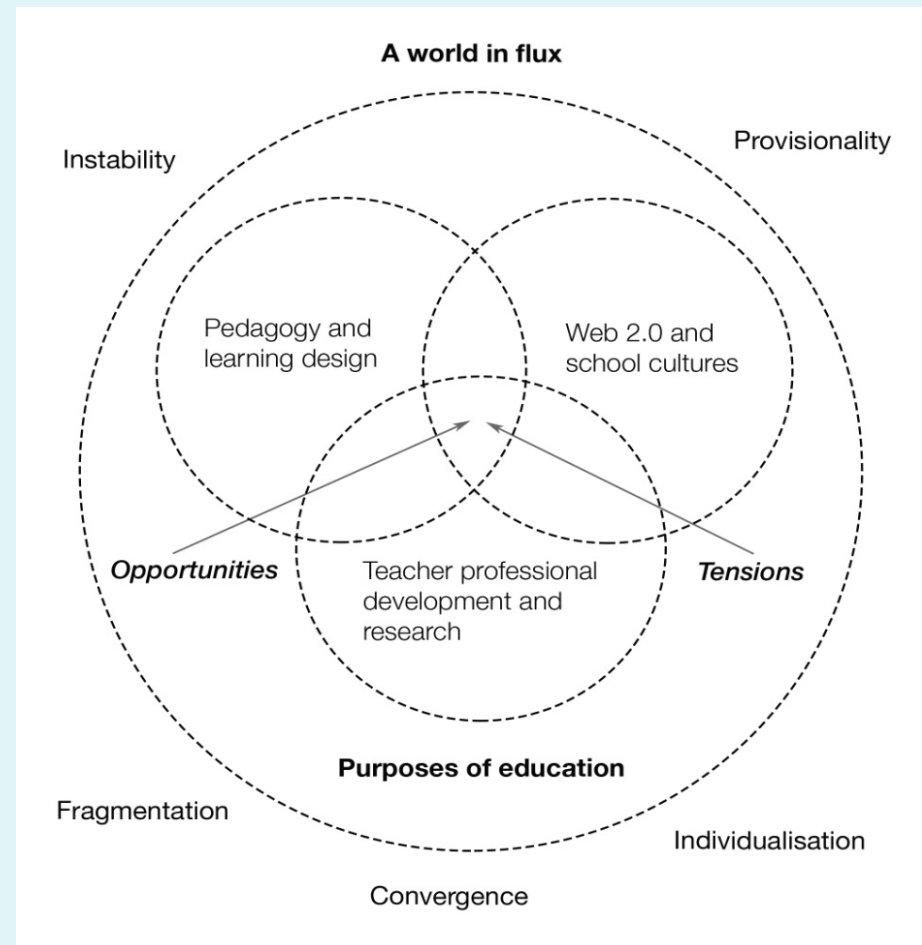 A world in flux
Provisionality
Instability
Pedagogy and
learning design
Web 2.0 and
school cultures
Opportunities
Teacher professional
development and
research
Tensions
Purposes of education
Fragmentation
Individualisation
Convergence